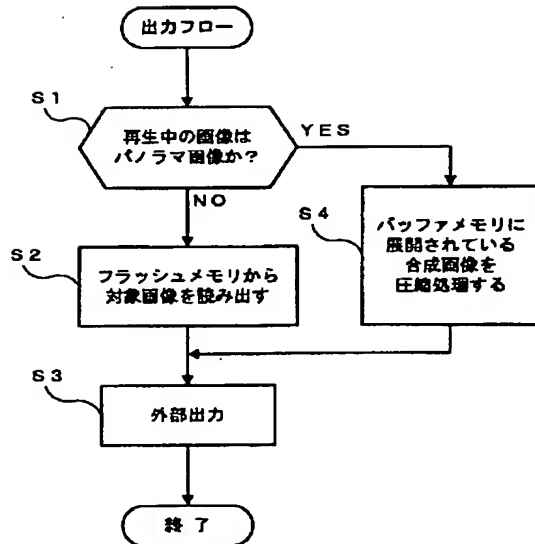 出力フロー
S1
再生中の画像は
パノラマ画像か？
YES
NO
S2
フラッシュメモリから
対象画像を読み出す
S4
バッファメモリに
展開されている
合成画像を
圧縮処理する
S3
外部出力
終了